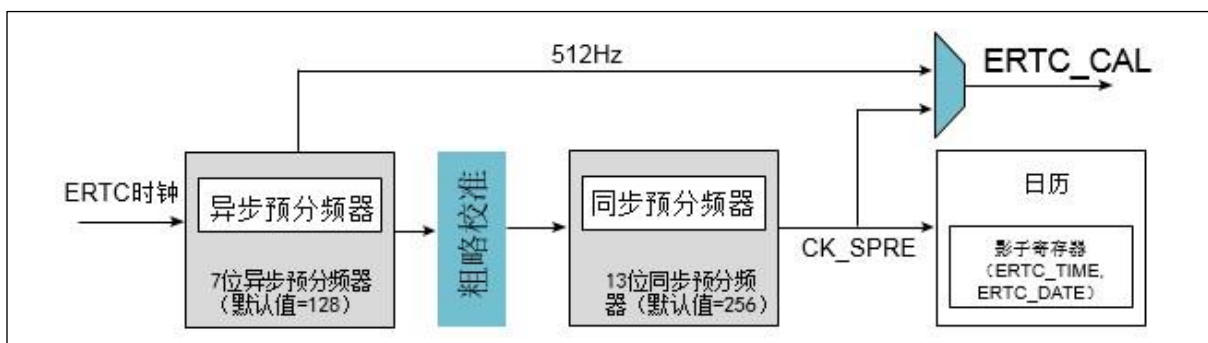 512Hz
ERTC_CAL
ERTC时钟
异步预分频器
7位异步预分频器
（默认值=128）
粗略校准
同步预分频器
13位同步预分频
器（默认值=256）
CK_SPRE
日历
影子寄存器
（ERTC_TIME,
ERTC_DATE）